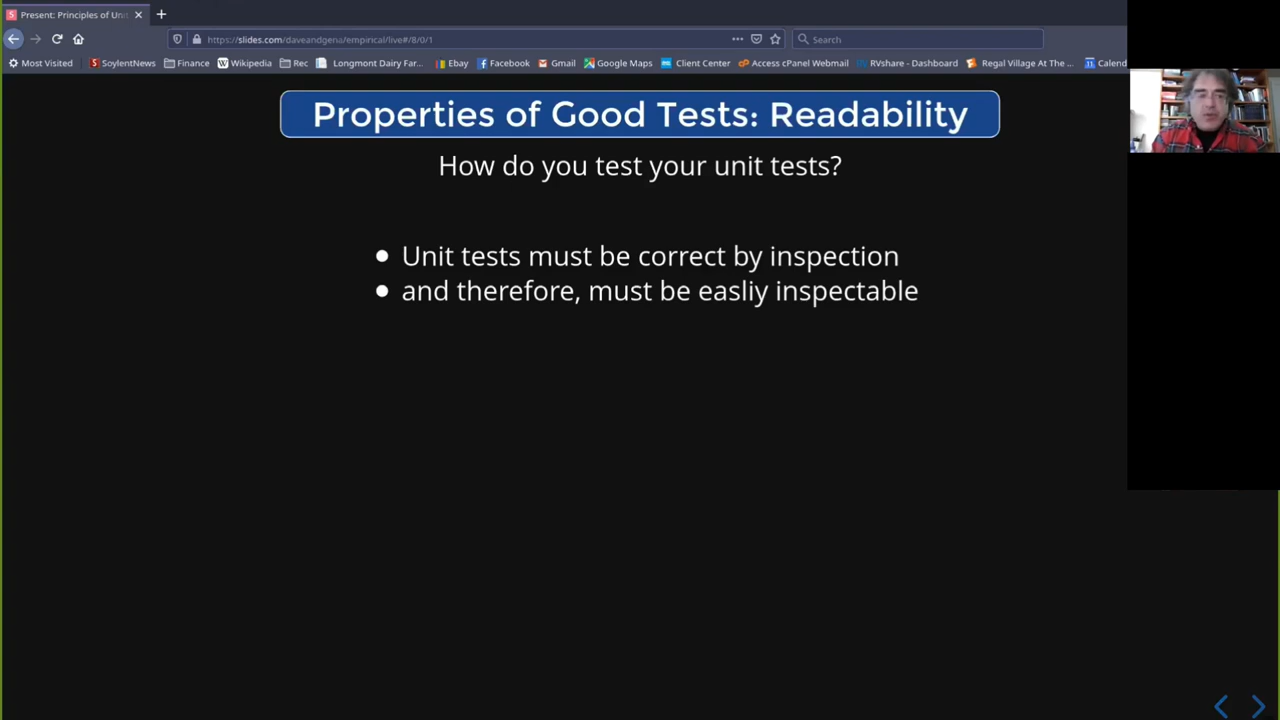 Present: Principles of Uni
https://slides.com/daveandgena/empirical/live#/8/0/1
Search
Most Visited SoylentNews Finance Wikipedia Rec Longmont Dairy Far... Ebay Facebook Gmail Google Maps Client Center Access cPanel Webmail RVshare - Dashboard Regal Village At The ... Calend
Properties of Good Tests: Readability
How do you test your unit tests?
Unit tests must be correct by inspection
and therefore, must be easliy inspectable